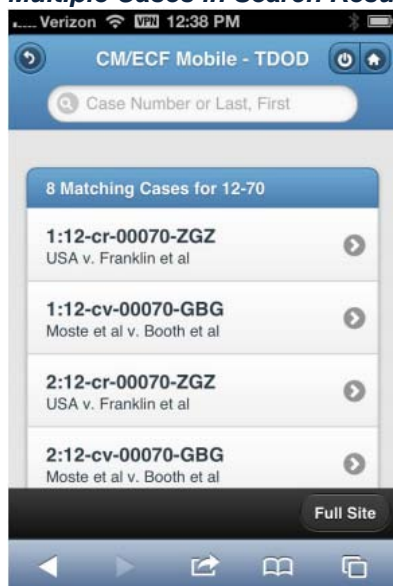 Multiple Cases in Search Resu
Verizon VPN 12:38 PM
CM/ECF Mobile - TDOD
Case Number or Last, First
8 Matching Cases for 12-70
1:12-cr-00070-ZGZ
USA v. Franklin et al
1:12-cv-00070-GBG
Moste et al v. Booth et al
2:12-cr-00070-ZGZ
USA v. Franklin et al
2:12-cv-00070-GBG
Moste et al v. Booth et al
Full Site